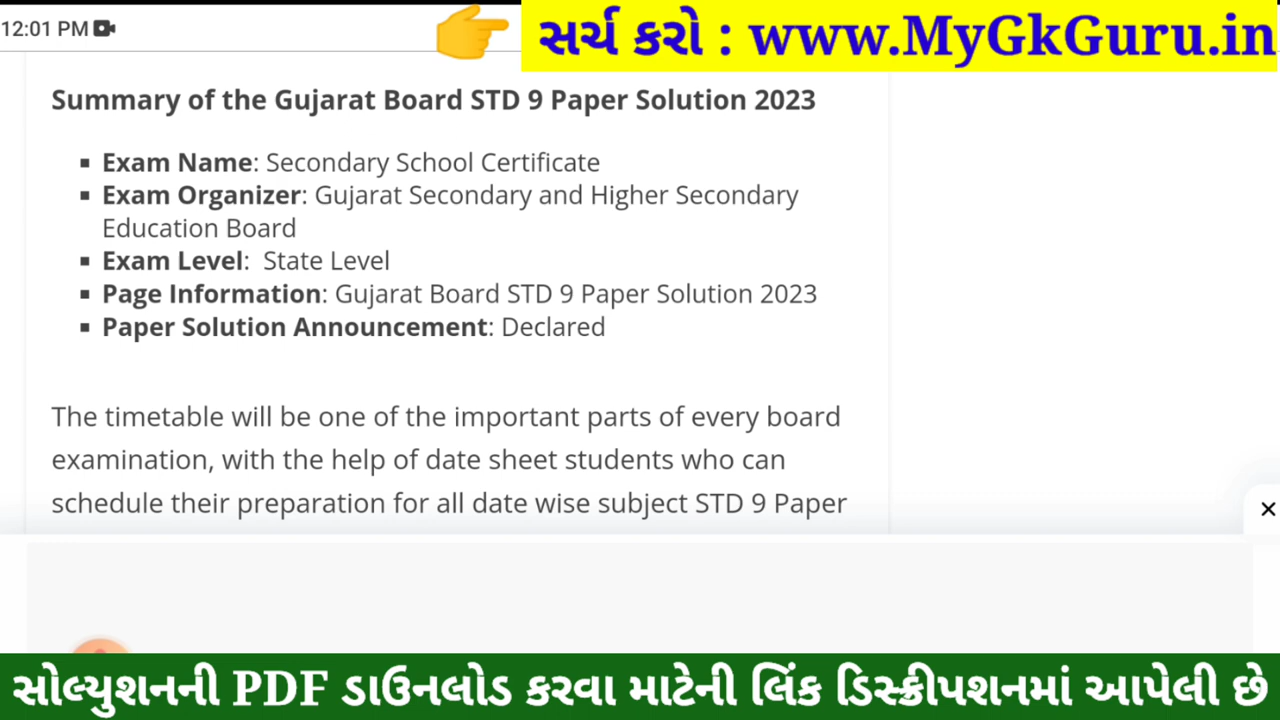 12:01 PM
સર્ચ કરો : www.MyGkGuru.in
Summary of the Gujarat Board STD 9 Paper Solution 2023
▪ Exam Name: Secondary School Certificate
▪ Exam Organizer: Gujarat Secondary and Higher Secondary
Education Board
▪ Exam Level: State Level
▪ Page Information: Gujarat Board STD 9 Paper Solution 2023
▪ Paper Solution Announcement: Declared
The timetable will be one of the important parts of every board
examination, with the help of date sheet students who can
schedule their preparation for all date wise subject STD 9 Paper
સોલ્યુશનની PDF ડાઉનલોડ કરવા માટેની લિંક ડિસ્ક્રીપશનમાં આપેલી છે